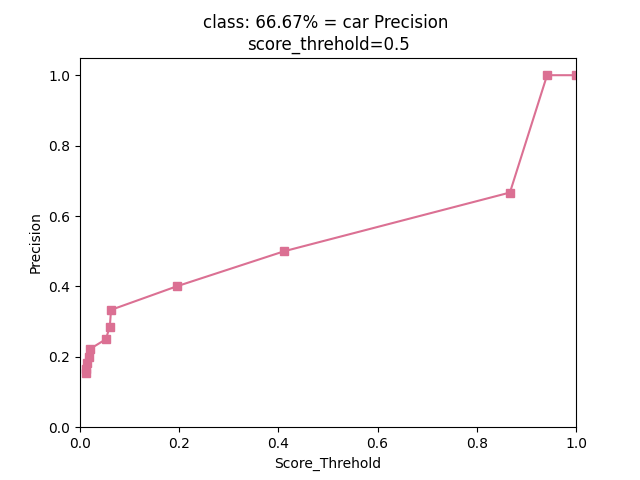 class: 66.67% = car Precision
score_threhold=0.5
1.0
0.8
0.6
0.4
0.2
0.0
Precision
0.0 0.2 0.4 0.6 0.8 1.0
Score_Threhold